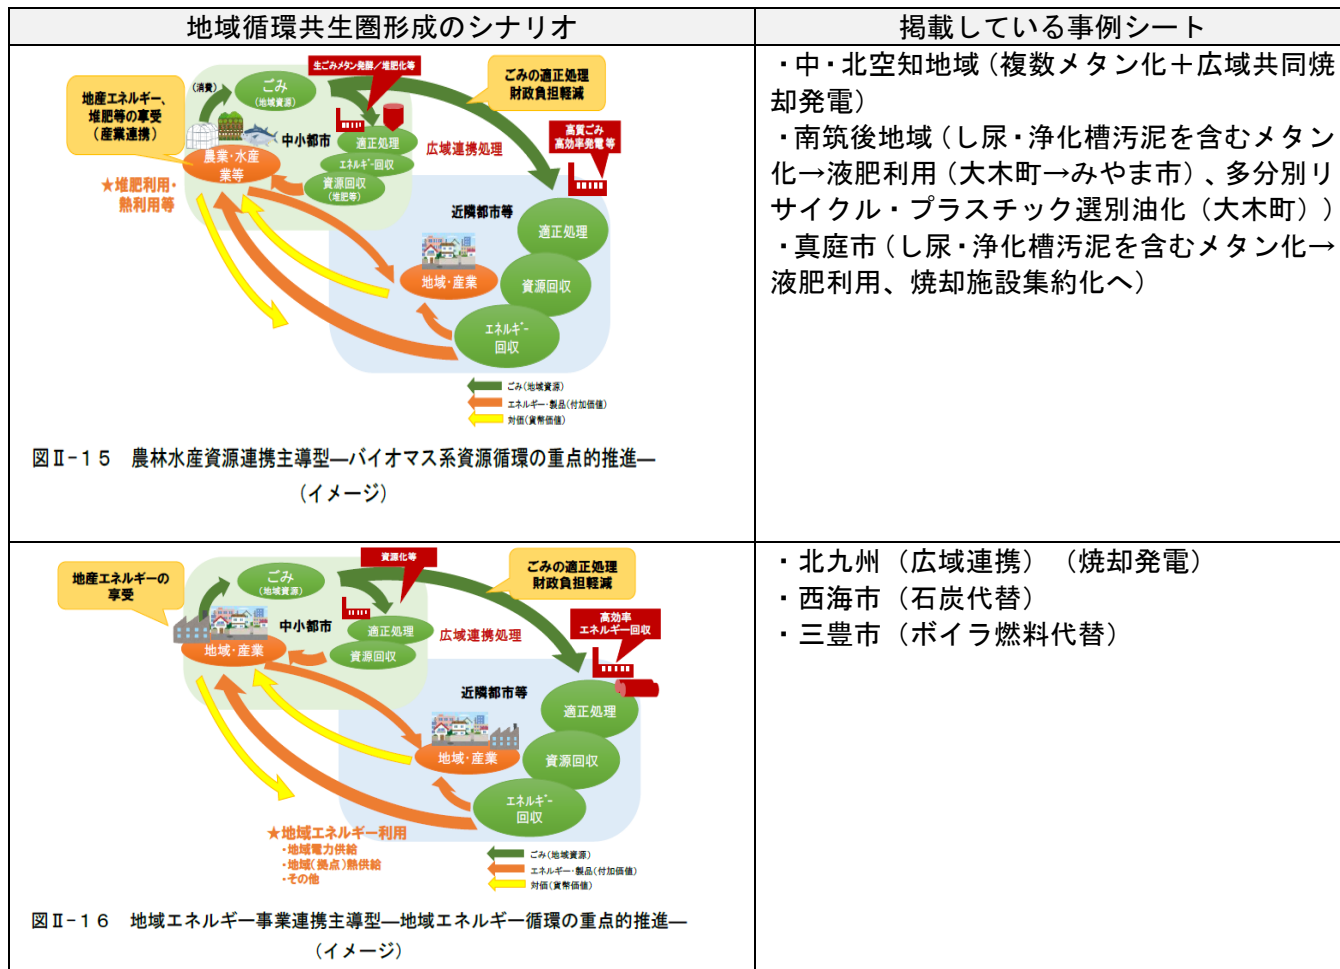 地域循環共生圏形成のシナリオ
掲載している事例シート
生ごみメタン発酵／堆肥化等
ごみの適正処理
財政負担軽減
地産エネルギー、
堆肥等の享受
（産業連携）
（消費）
ごみ
（地域資源）
中小都市
農業・水産
業等
適正処理
エネルギー回収
資源回収
（堆肥等）
広域連携処理
高質ごみ
高効率発電等
★堆肥利用・
熱利用等
近隣都市等
地域・産業
適正処理
資源回収
エネルギー
回収
ごみ（地域資源）
エネルギー・製品（付加価値）
対価（貨幣価値）
図Ⅱ-１５　農林水産資源連携主導型―バイオマス系資源循環の重点的推進―
（イメージ）
・中・北空知地域（複数メタン化＋広域共同焼
却発電）
・南筑後地域（し尿・浄化槽汚泥を含むメタン
化→液肥利用（大木町→みやま市）、多分別リ
サイクル・プラスチック選別油化（大木町））
・真庭市（し尿・浄化槽汚泥を含むメタン化→
液肥利用、焼却施設集約化へ）
資源化等
ごみの適正処理
財政負担軽減
地産エネルギーの
享受
ごみ
（地域資源）
中小都市
地域・産業
適正処理
資源回収
広域連携処理
高効率
エネルギー回収
近隣都市等
地域・産業
適正処理
資源回収
エネルギー
回収
★地域エネルギー利用
・地域電力供給
・地域（拠点）熱供給
・その他
ごみ（地域資源）
エネルギー・製品（付加価値）
対価（貨幣価値）
図Ⅱ-１６　地域エネルギー事業連携主導型―地域エネルギー循環の重点的推進―
（イメージ）
・北九州（広域連携）（焼却発電）
・西海市（石炭代替）
・三豊市（ボイラ燃料代替）